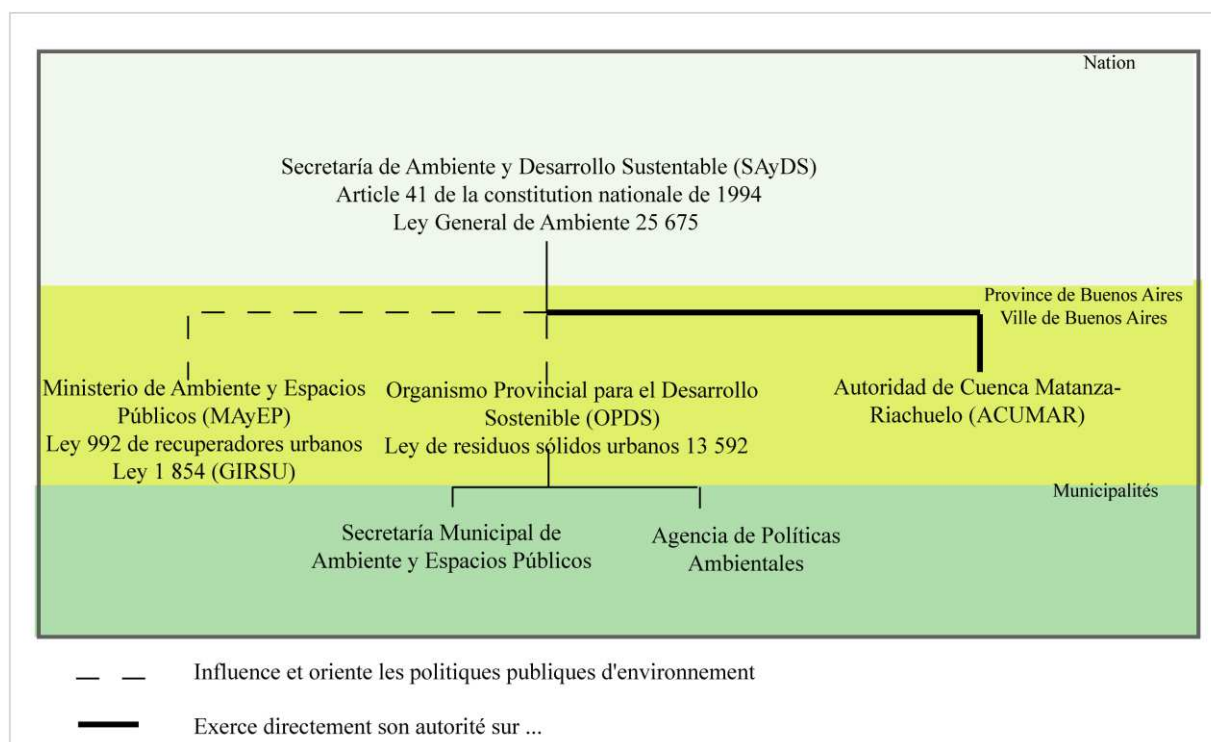 Nation
Secretaría de Ambiente y Desarrollo Sustentable (SAyDS)
Article 41 de la constitution nationale de 1994
Ley General de Ambiente 25 675
Province de Buenos Aires
Ville de Buenos Aires
Ministerio de Ambiente y Espacios
Públicos (MAyEP)
Ley 992 de recuperadores urbanos
Ley 1 854 (GIRSU)
Organismo Provincial para el Desarrollo
Sostenible (OPDS)
Ley de residuos sólidos urbanos 13 592
Autoridad de Cuenca Matanza-
Riachuelo (ACUMAR)
Municipalités
Secretaría Municipal de
Ambiente y Espacios Públicos
Agencia de Políticas
Ambientales
Influence et oriente les politiques publiques d'environnement
Exerce directement son autorité sur ...